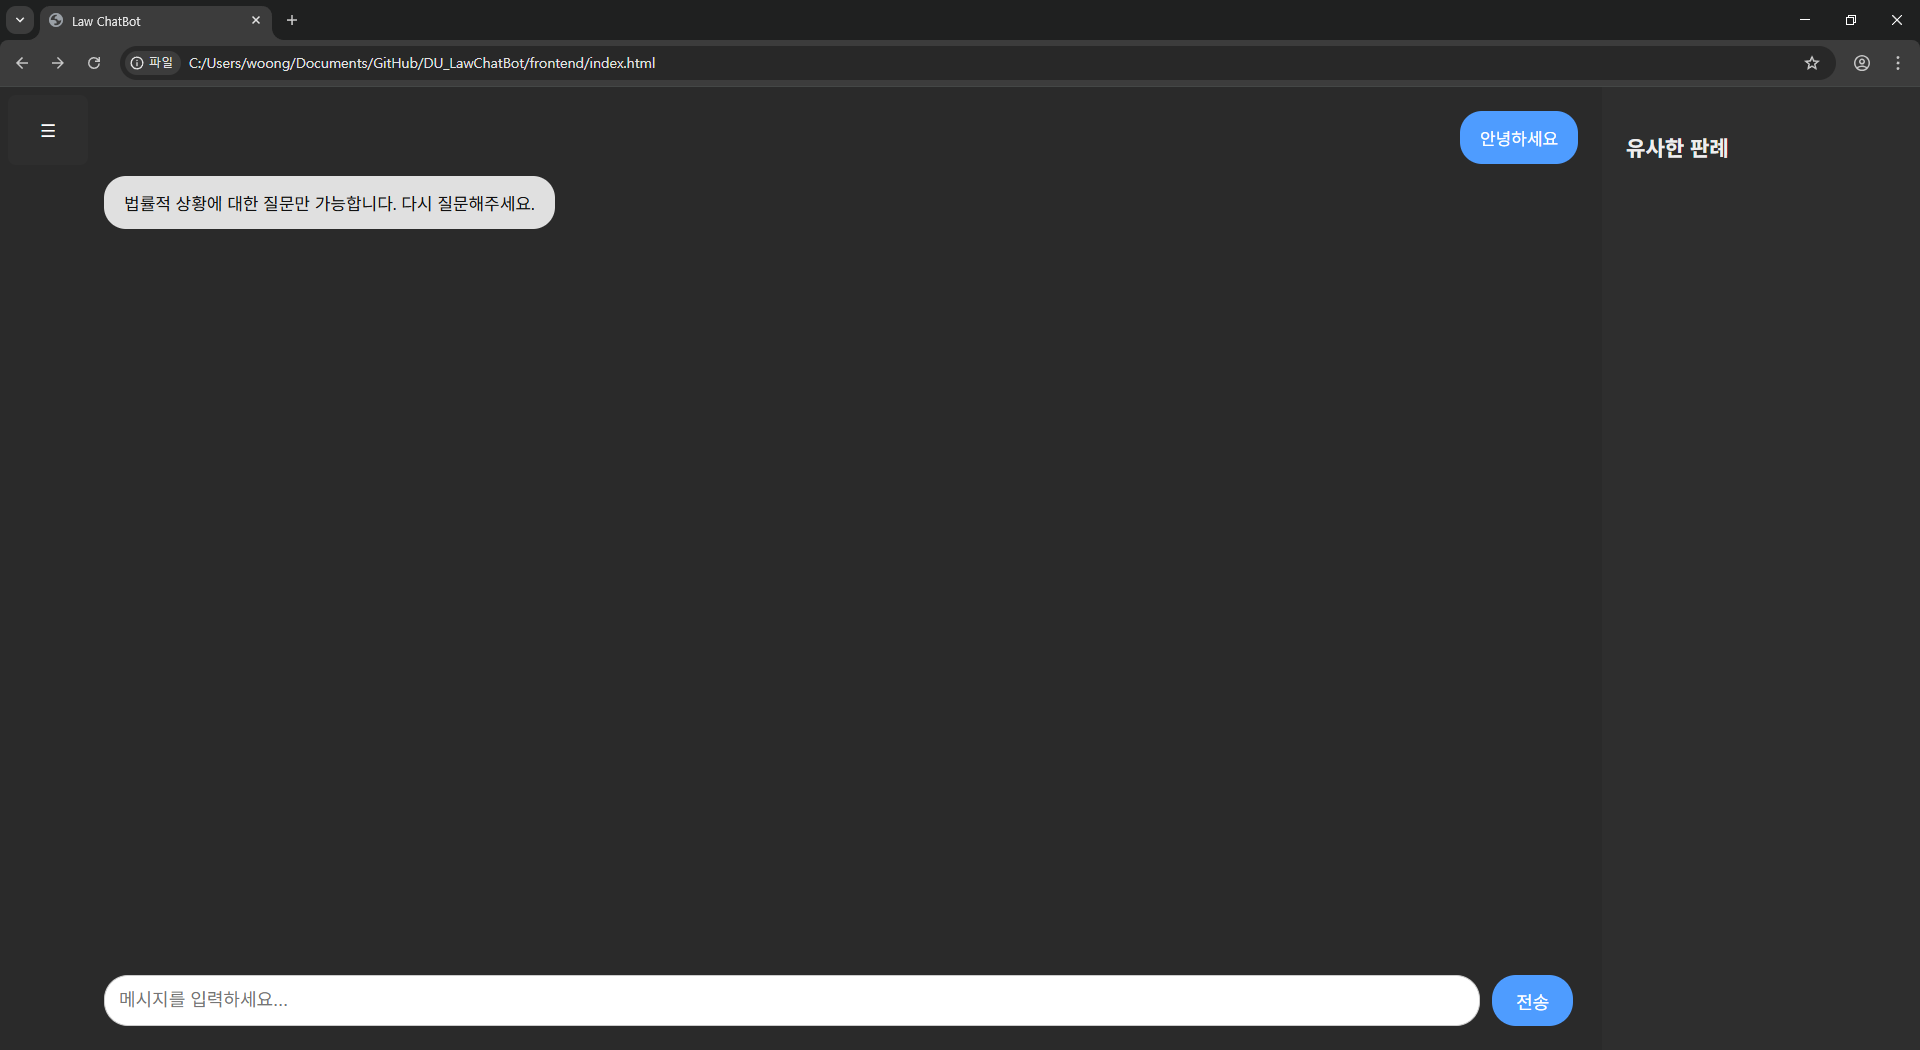 Law ChatBot
파일 C:/Users/woong/Documents/GitHub/DU_LawChatBot/frontend/index.html
안녕하세요
유사한 판례
법률적 상황에 대한 질문만 가능합니다. 다시 질문해주세요.
메시지를 입력하세요...
전송